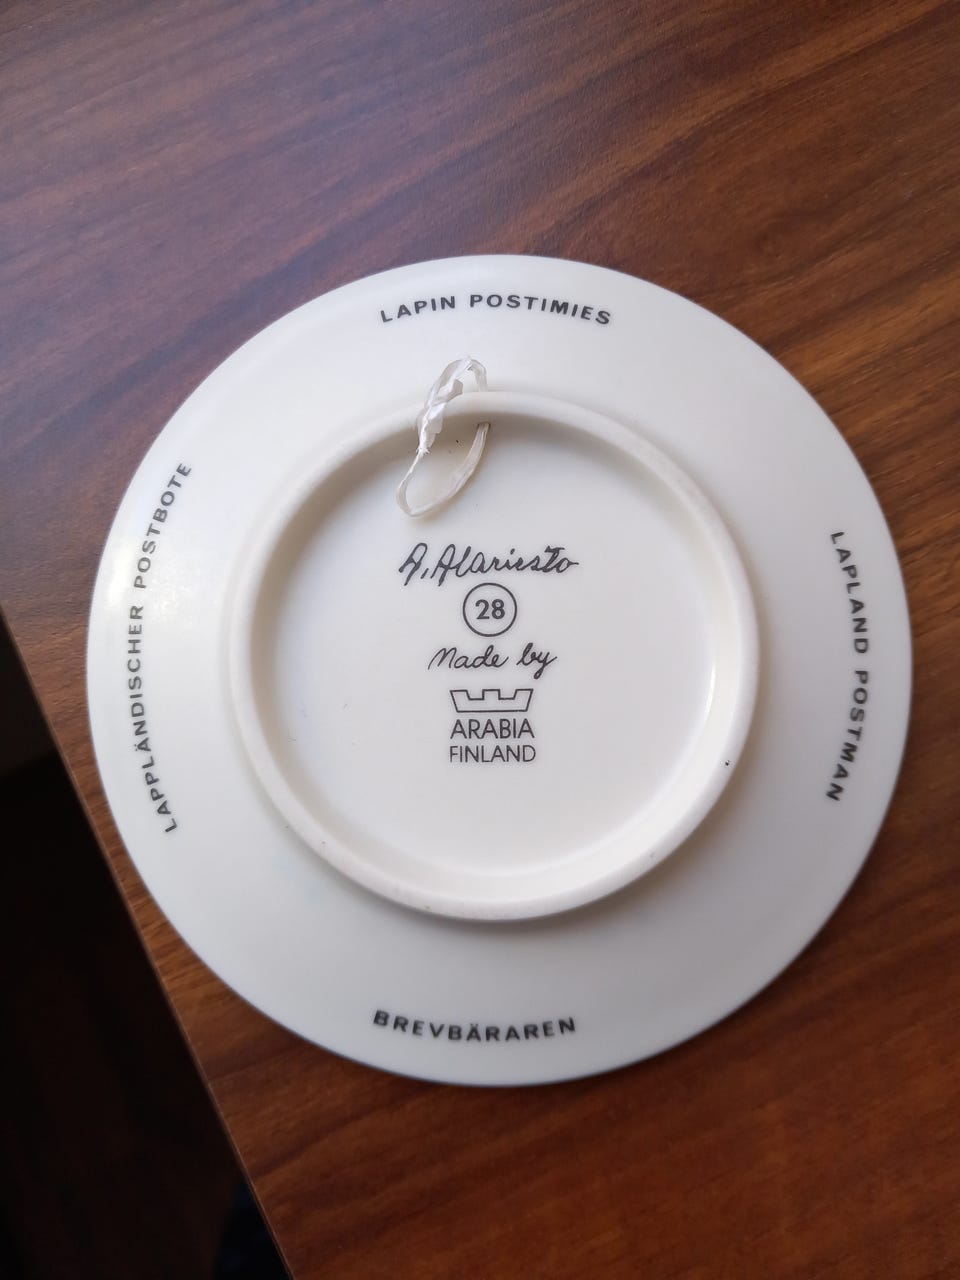 LAPIN POSTIMIES
LAPPLÄNDISCHER POSTBOTE
LAPLAND POSTMAN
A. Alariesto
28
Made by
ARABIA
FINLAND
BREVBÄRAREN